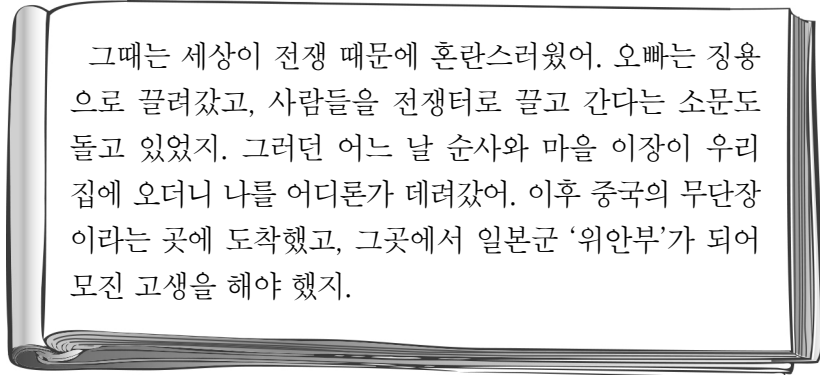 그때는 세상이 전쟁 때문에 혼란스러웠어. 오빠는 징용
으로 끌려갔고, 사람들을 전쟁터로 끌고 간다는 소문도
돌고 있었지. 그러던 어느 날 순사와 마을 이장이 우리
집에 오더니 나를 어디론가 데려갔어. 이후 중국의 무단장
이라는 곳에 도착했고, 그곳에서 일본군 ‘위안부’가 되어
모진 고생을 해야 했지.